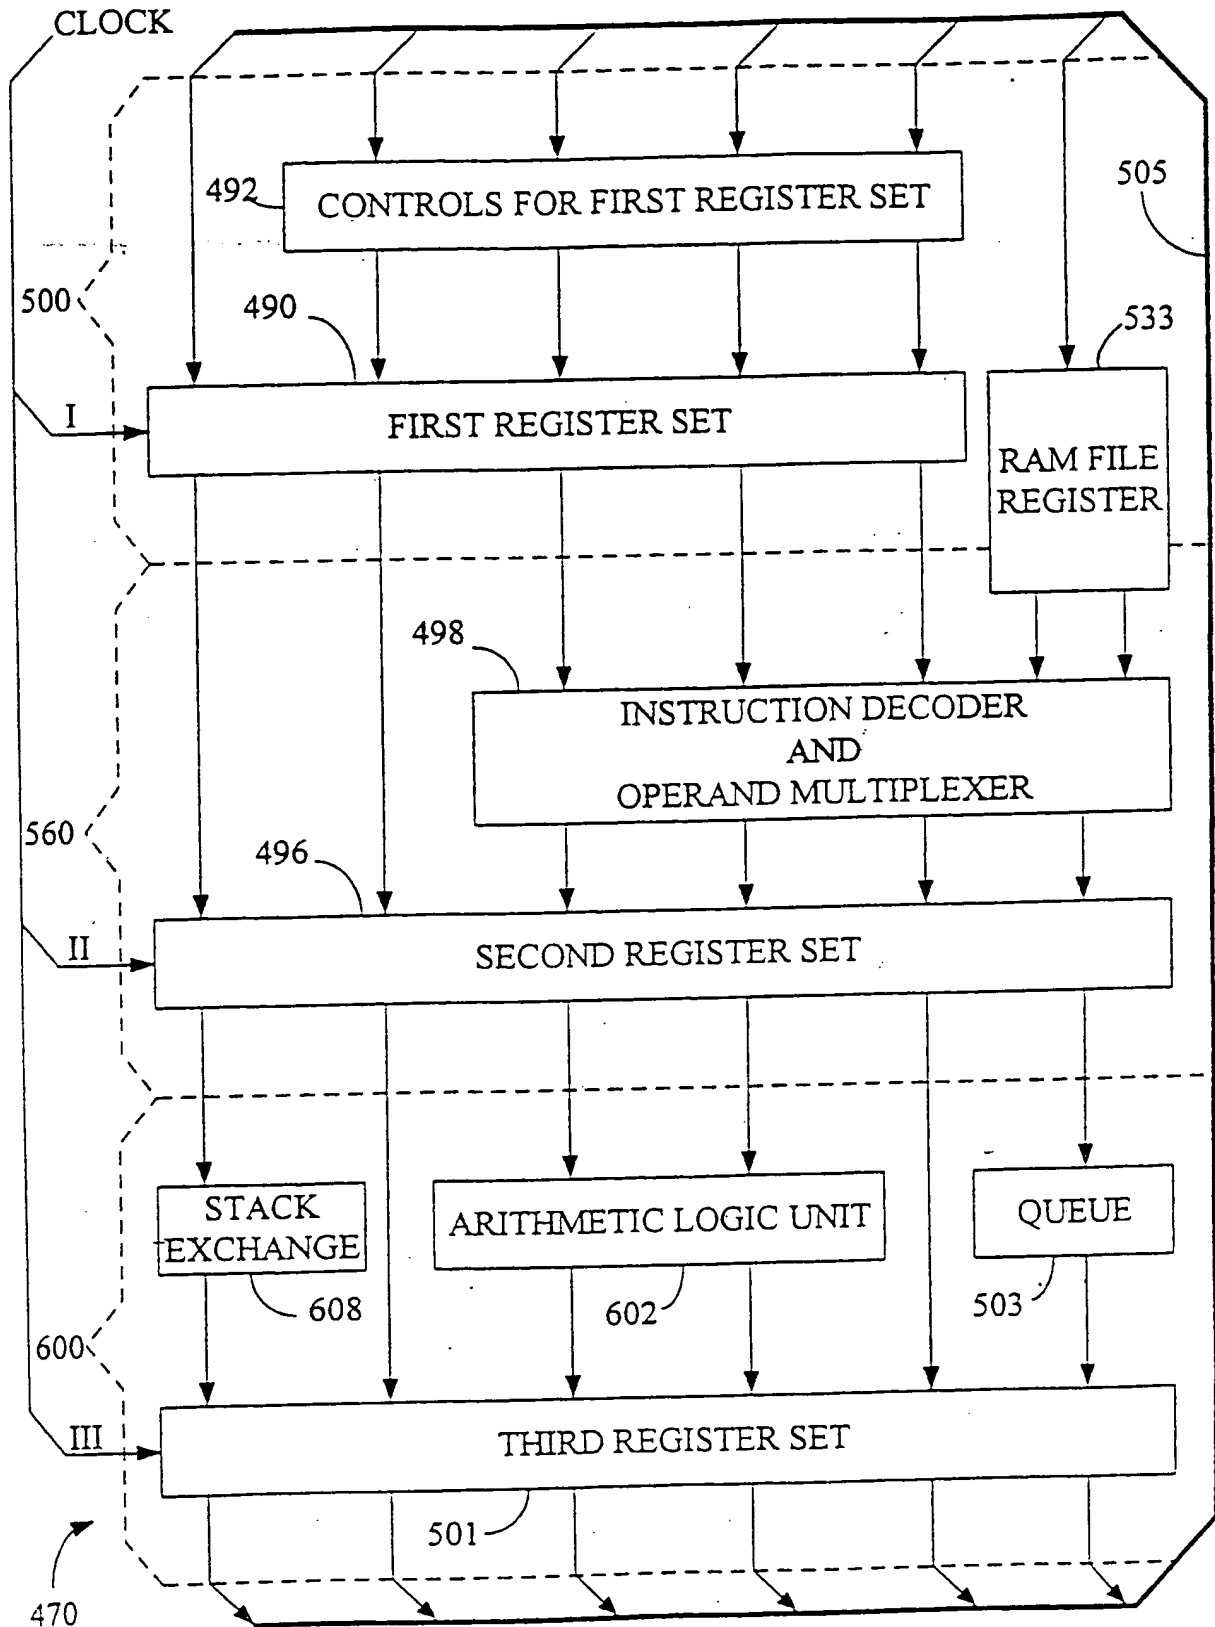 CLOCK
492
CONTROLS FOR FIRST REGISTER SET
505
500
490
533
I
FIRST REGISTER SET
RAM FILE
REGISTER
498
INSTRUCTION DECODER
AND
OPERAND MULTIPLEXER
560
496
II
SECOND REGISTER SET
STACK
EXCHANGE
ARITHMETIC LOGIC UNIT
QUEUE
608
602
503
600
III
THIRD REGISTER SET
501
470